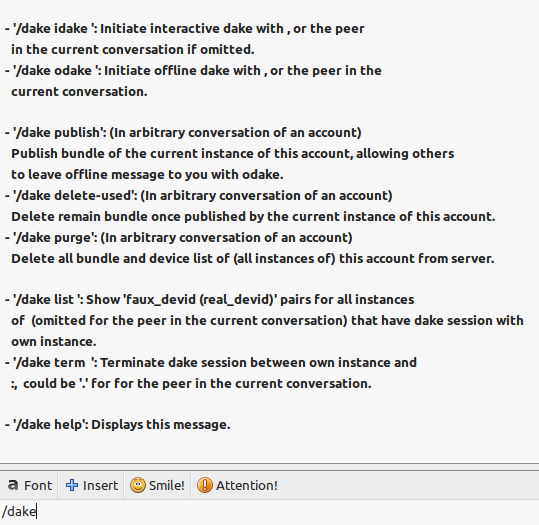 - '/dake idake ': Initiate interactive dake with , or the peer
in the current conversation if omitted.
- '/dake odake ': Initiate offline dake with , or the peer in the
current conversation.
- '/dake publish': (In arbitrary conversation of an account)
Publish bundle of the current instance of this account, allowing others
to leave offline message to you with odake.
- '/dake delete-used': (In arbitrary conversation of an account)
Delete remain bundle once published by the current instance of this account.
- '/dake purge': (In arbitrary conversation of an account)
Delete all bundle and device list of (all instances of) this account from server.
- '/dake list ': Show 'faux_devid (real_devid)' pairs for all instances
of  (omitted for the peer in the current conversation) that have dake session with
own instance.
- '/dake term  ': Terminate dake session between own instance and
:,  could be '.' for for the peer in the current conversation.
- '/dake help': Displays this message.
a Font Insert Smile! Attention!
/dake